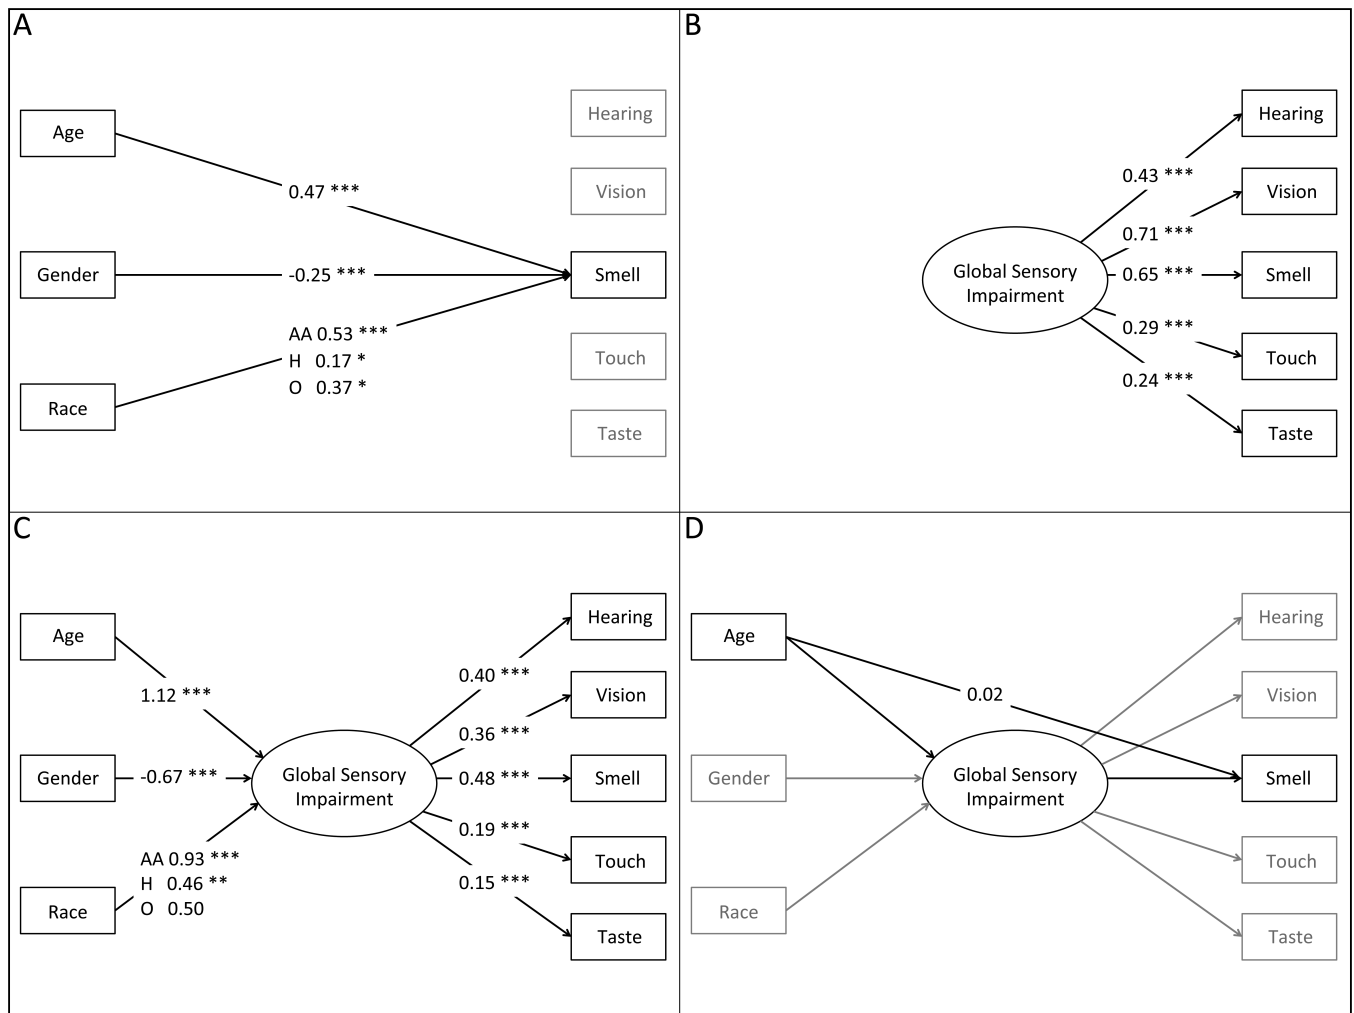 A
Age
Gender
Race
0.47 ***
-0.25 ***
AA 0.53 ***
H 0.17 *
O 0.37 *
Hearing
Vision
Smell
Touch
Taste
B
Global Sensory
Impairment
0.43 ***
0.71 ***
0.65 ***
0.29 ***
0.24 ***
Hearing
Vision
Smell
Touch
Taste
C
Age
Gender
Race
1.12 ***
-0.67 ***
AA 0.93 ***
H 0.46 **
O 0.50
Global Sensory
Impairment
0.40 ***
0.36 ***
0.48 ***
0.19 ***
0.15 ***
Hearing
Vision
Smell
Touch
Taste
D
Age
Gender
Race
0.02
Global Sensory
Impairment
Hearing
Vision
Smell
Touch
Taste